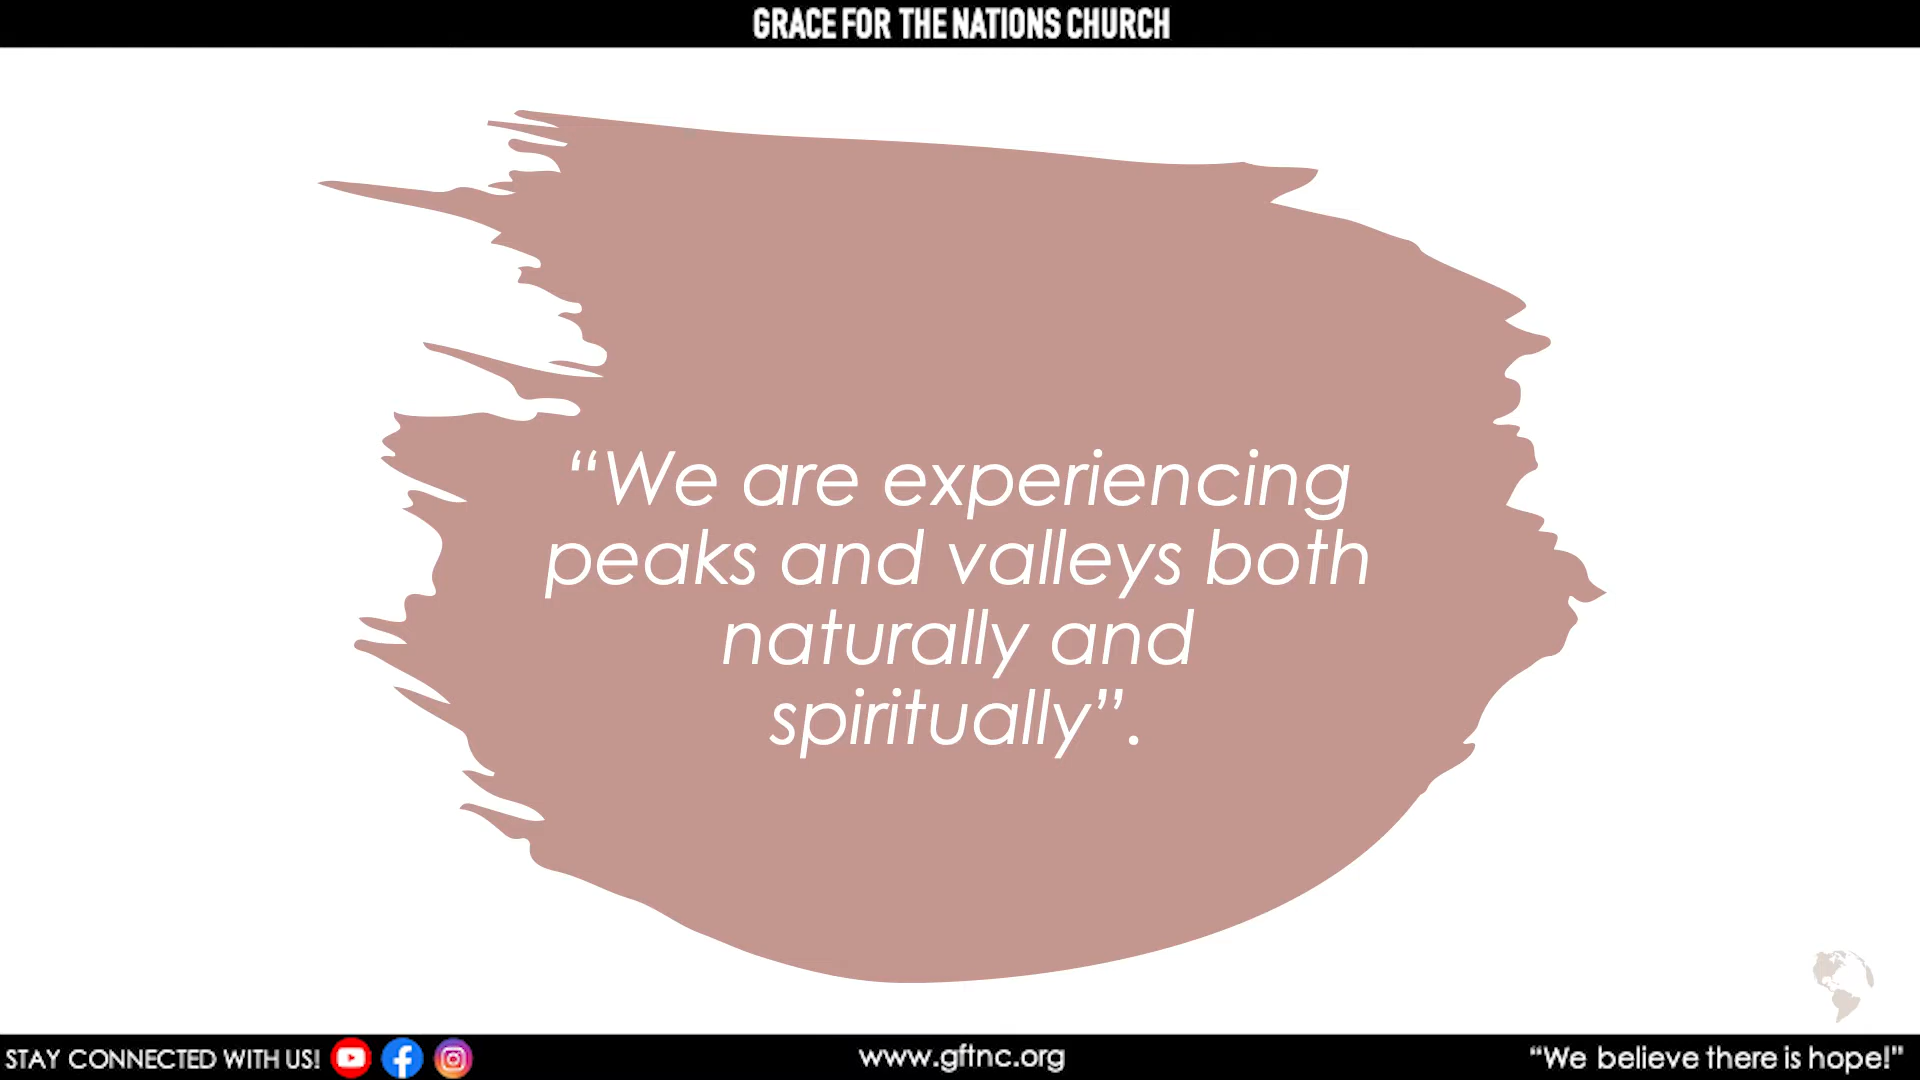 GRACE FOR THE NATIONS CHURCH
“We are experiencing
peaks and valleys both
naturally and
spiritually”.
STAY CONNECTED WITH US!
www.gftnc.org
“We believe there is hope!”